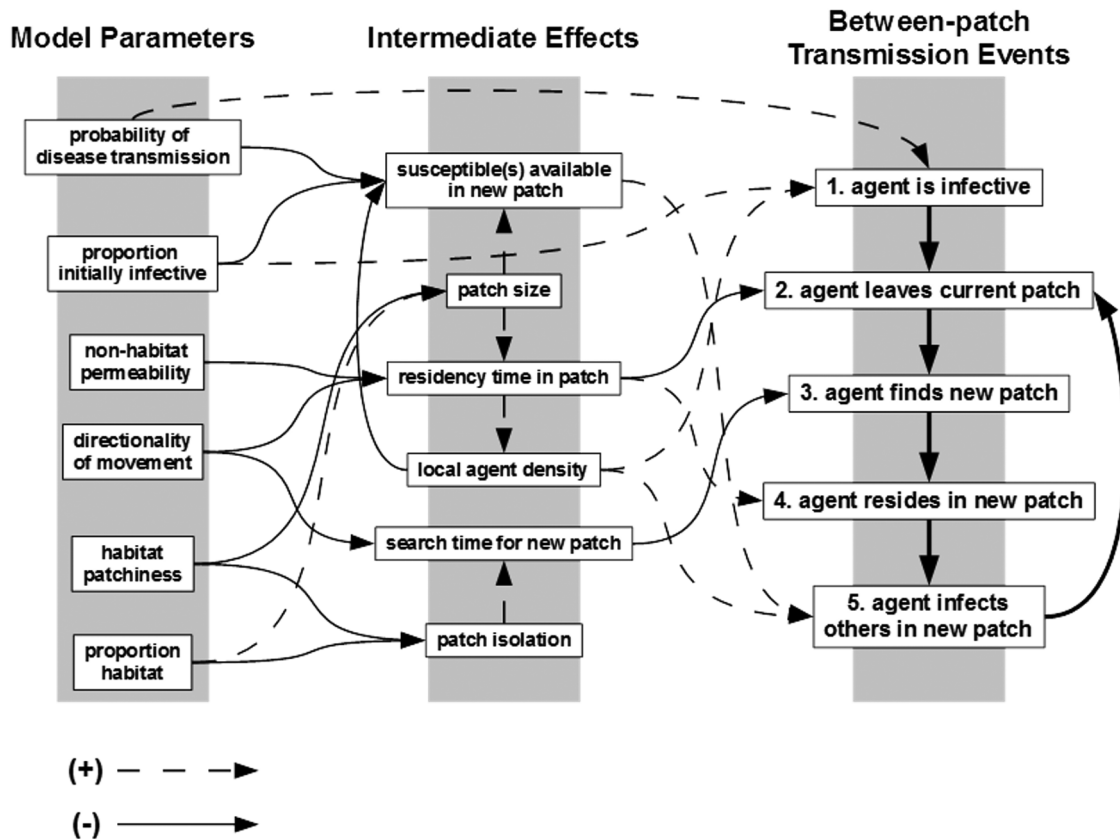 Model Parameters
Intermediate Effects
Between-patch
Transmission Events
probability of
disease transmission
proportion
initially infective
non-habitat
permeability
directionality
of movement
habitat
patchiness
proportion
habitat
susceptible(s) available
in new patch
patch size
residency time in patch
local agent density
search time for new patch
patch isolation
1. agent is infective
2. agent leaves current patch
3. agent finds new patch
4. agent resides in new patch
5. agent infects
others in new patch
(+)
(-)